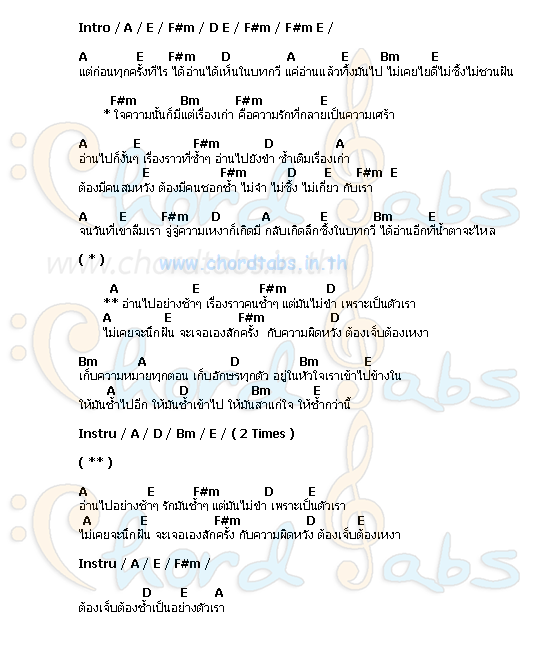 Intro / A / E / F#m / D E / F#m / F#m E /
A E F#m D A E Bm E
แต่ก่อนทุกครั้งทีไร ได้อ่านได้เห็นในบทกวี แค่อ่านแล้วทิ้งมันไป ไม่เคยไยดีไม่ซึ้งไม่ชวนฝัน
F#m Bm F#m E
* ใจความนั้นก็มีแต่เรื่องเก่า คือความรักที่กลายเป็นความเศร้า
A E F#m D A
อ่านไปก็งั้นๆ เรื่องราวที่ซ้ำๆ อ่านไปยังขำ ซ้ำเติมเรื่องเก่า
E F#m D E F#m E
ต้องมีคนสมหวัง ต้องมีคนชอกช้ำ ไม่จำ ไม่ซึ้ง ไม่เกี่ยว กับเรา
A E F#m D A E Bm E
จนวันที่เขาลืมเรา จู่จู่ความเหงาก็เกิดมี กลับเกิดลึกซึ้งในบทกวี ได้อ่านอีกทีน้ำตาจะไหล
( * )
www.chordtabs.in.th
A E F#m D
** อ่านไปอย่างช้าๆ เรื่องราวคนช้ำๆ แต่มันไม่ขำ เพราะเป็นตัวเรา
A E F#m D
ไม่เคยจะนึกฝัน จะเจอเองสักครั้ง กับความผิดหวัง ต้องเจ็บต้องเหงา
Bm A D Bm E
เก็บความหมายทุกตอน เก็บอักษรทุกตัว อยู่ในหัวใจเราเข้าไปข้างใน
A D Bm E
ให้มันช้ำไปอีก ให้มันช้ำเข้าไป ให้มันสาแก่ใจ ให้ช้ำกว่านี้
Instru / A / D / Bm / E / ( 2 Times )
( ** )
A E F#m D E
อ่านไปอย่างช้าๆ รักมันช้ำๆ แต่มันไม่ขำ เพราะเป็นตัวเรา
A E F#m D E
ไม่เคยจะนึกฝัน จะเจอเองสักครั้ง กับความผิดหวัง ต้องเจ็บต้องเหงา
Instru / A / E / F#m /
D E A
ต้องเจ็บต้องช้ำเป็นอย่างตัวเรา